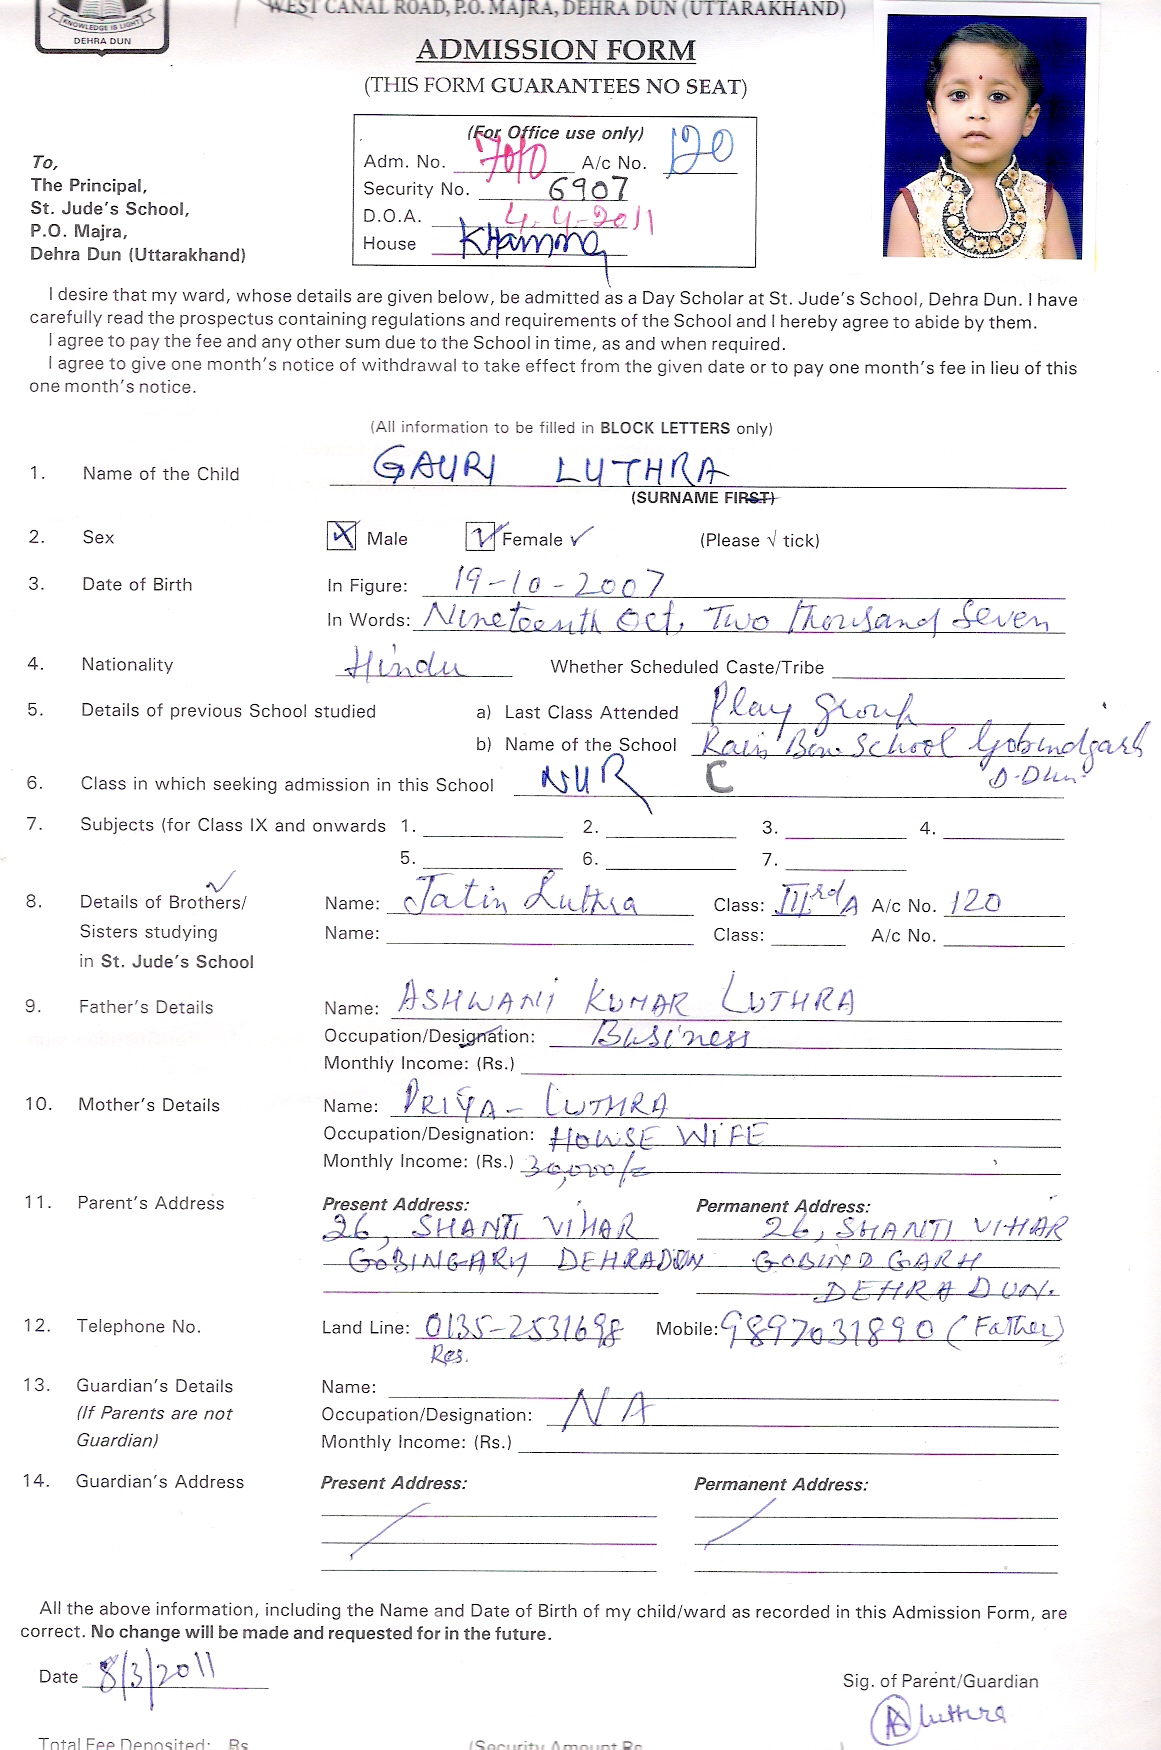 KNOWLEDGE IS LIGHT
DEHRA DUN
WEST CANAL ROAD, P.O. MAJRA, DEHRA DUN (UTTARAKHAND)
ADMISSION FORM
(THIS FORM GUARANTEES NO SEAT)
(For Office use only)
Adm. No. 7010 A/c No. 120
Security No. 6907
D.O.A. 4.4-2011
House
To,
The Principal,
St. Jude's School,
P.O. Majra,
Dehra Dun (Uttarakhand)
I desire that my ward, whose details are given below, be admitted as a Day Scholar at St. Jude's School, Dehra Dun. I have
carefully read the prospectus containing regulations and requirements of the School and I hereby agree to abide by them.
I agree to pay the fee and any other sum due to the School in time, as and when required.
I agree to give one month's notice of withdrawal to take effect from the given date or to pay one month's fee in lieu of this
one month's notice.
(All information to be filled in BLOCK LETTERS only)
1. Name of the Child GAURI LUTHRA
(SURNAME FIRST)
2. Sex X Male ✓ Female ✓ (Please √ tick)
3. Date of Birth In Figure: 19-10-2007
In Words: Nineteenth Oct, Two thousand Seven
4. Nationality Hindu Whether Scheduled Caste/Tribe
5. Details of previous School studied a) Last Class Attended Play Group
b) Name of the School Rain Bow School Gobindgarh
D-Dun
6. Class in which seeking admission in this School NUR C
7. Subjects (for Class IX and onwards 1. 2. 3. 4.
5. 6. 7.
8. Details of Brothers/ ✓ Name: Jatin Luthra Class: IIIrd A A/c No. 120
Sisters studying Name: Class: A/c No.
in St. Jude's School
9. Father's Details Name: ASHWANI KUMAR LUTHRA
Occupation/Designation: Business
Monthly Income: (Rs.)
10. Mother's Details Name: PRIYA - LUTHRA
Occupation/Designation: HOUSE WIFE
Monthly Income: (Rs.) 30,000/=
11. Parent's Address Present Address: Permanent Address:
26, SHANTI VIHAR 26, SHANTI VIHAR
GOBINGARH DEHRADUN GOBIND GARH
DEHRA DUN.
12. Telephone No. Land Line: 0135-2531698 Mobile: 9897031890 (Father)
Res.
13. Guardian's Details Name:
(If Parents are not Occupation/Designation: NA
Guardian) Monthly Income: (Rs.)
14. Guardian's Address Present Address: Permanent Address:
All the above information, including the Name and Date of Birth of my child/ward as recorded in this Admission Form, are
correct. No change will be made and requested for in the future.
Date 8/3/2011
Sig. of Parent/Guardian
A Luthra
Total Fee Deposited: Rs. (Security Amount Rs. )